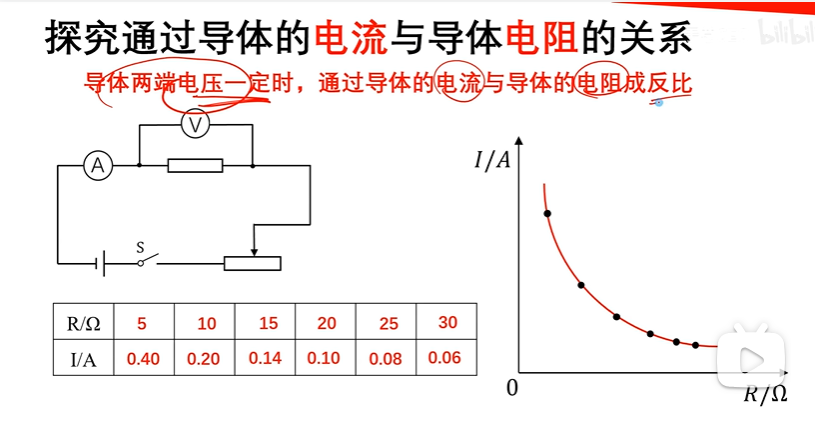 探究通过导体的电流与导体电阻的关系
bilibili
导体两端电压一定时，通过导体的电流与导体的电阻成反比
V
A
S
R/Ω 5 10 15 20 25 30
I/A 0.40 0.20 0.14 0.10 0.08 0.06
I/A
0
R/Ω